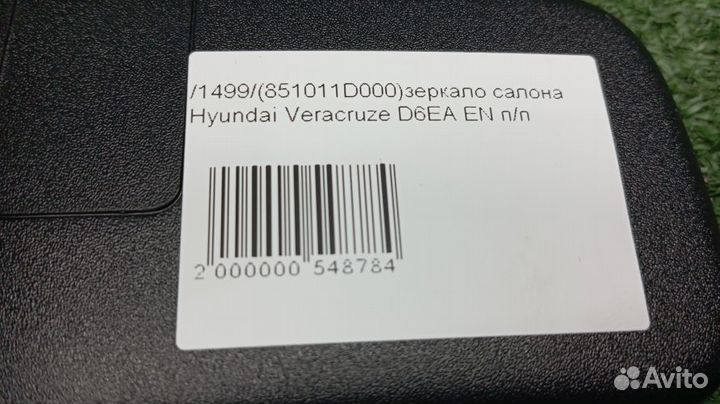 /1499/(851011D000)зеркало салона
Hyundai Veracruze D6EA EN п/п
2 000000 548784
Avito